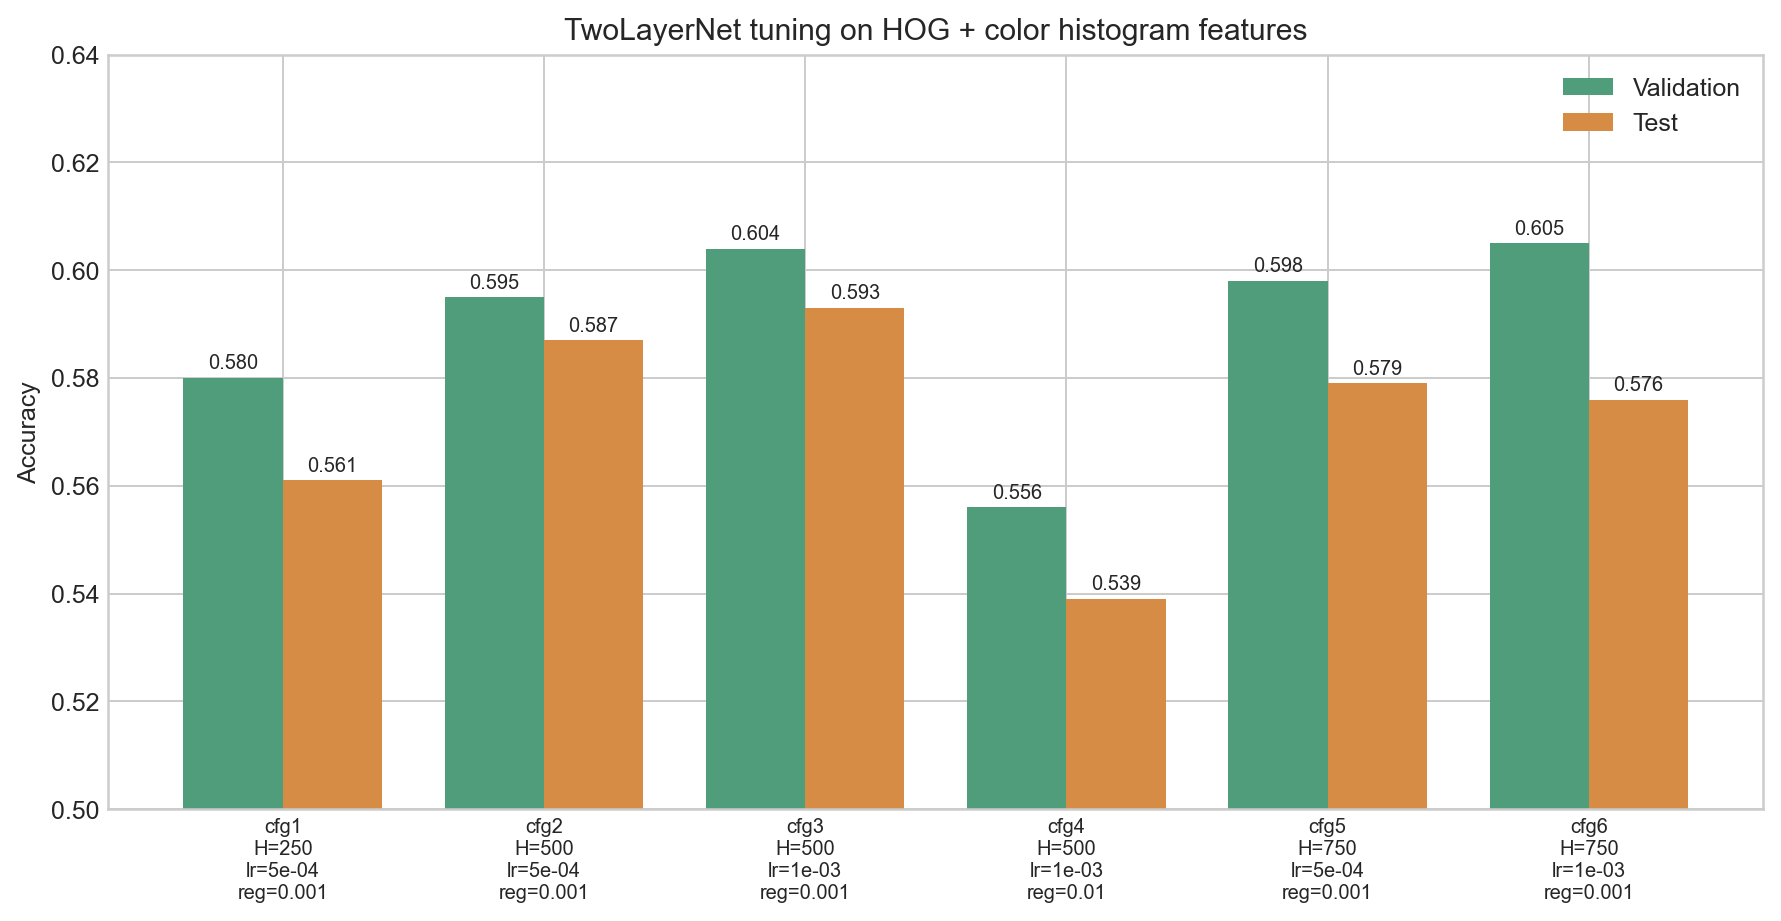 TwoLayerNet tuning on HOG + color histogram features
Validation
Test
Accuracy
0.64
0.62
0.60
0.58
0.56
0.54
0.52
0.50
0.580
0.561
0.595
0.587
0.604
0.593
0.556
0.539
0.598
0.579
0.605
0.576
cfg1
H=250
lr=5e-04
reg=0.001
cfg2
H=500
lr=5e-04
reg=0.001
cfg3
H=500
lr=1e-03
reg=0.001
cfg4
H=500
lr=1e-03
reg=0.01
cfg5
H=750
lr=5e-04
reg=0.001
cfg6
H=750
lr=1e-03
reg=0.001